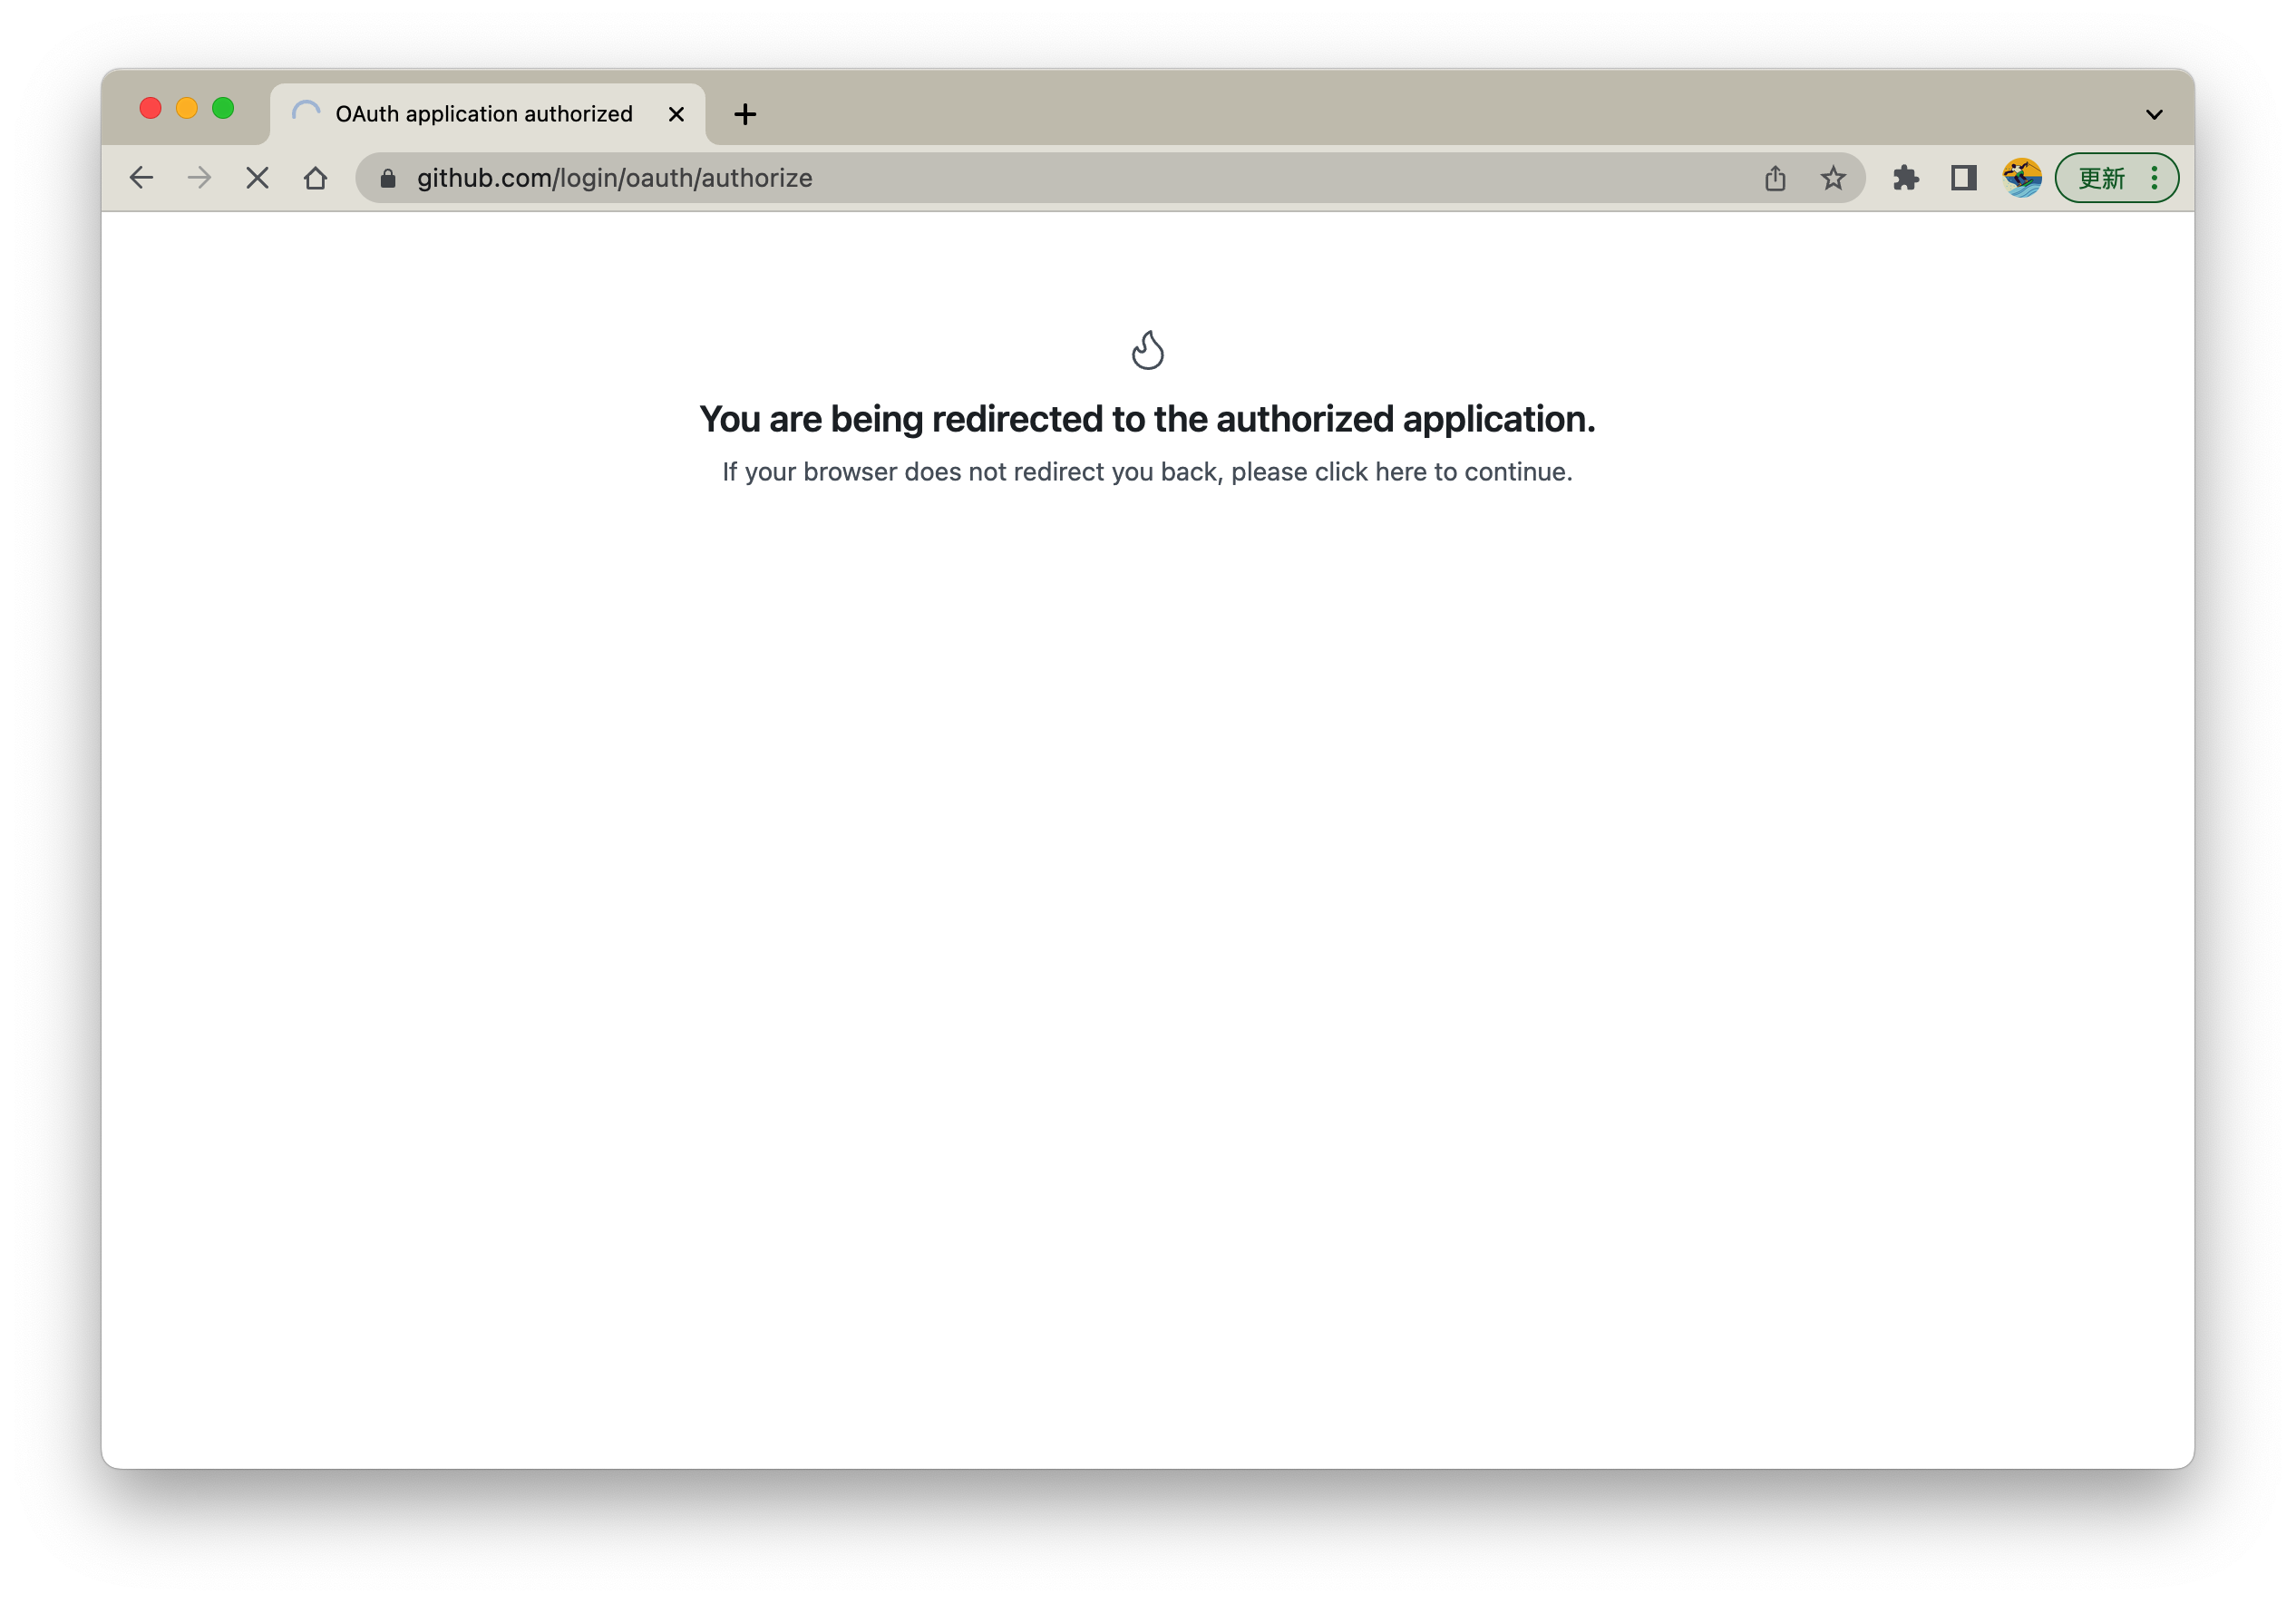 OAuth application authorized
github.com/login/oauth/authorize
更新
You are being redirected to the authorized application.
If your browser does not redirect you back, please click here to continue.